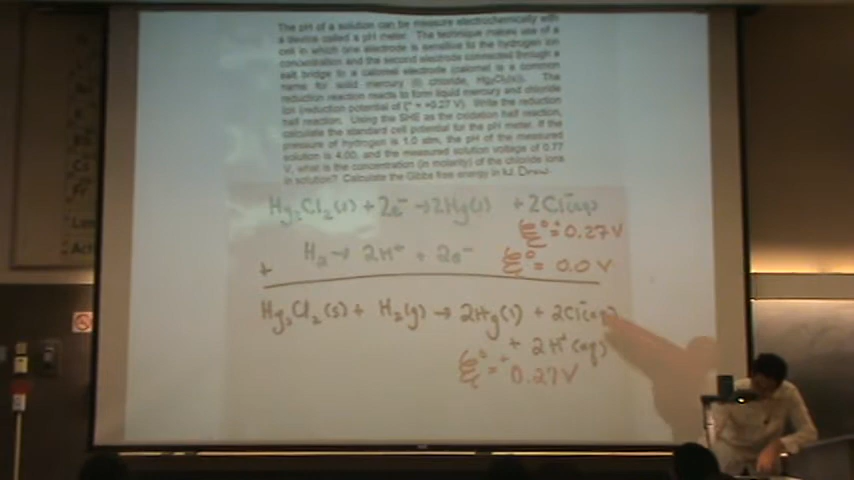 The pH of a solution can be measure electrochemically with
a device called a pH meter. The technique makes use of a
cell in which one electrode is sensitive to the hydrogen ion
concentration and the second electrode connected through a
salt bridge to a calomel electrode (calomel is a common
name for solid mercury (I) chloride, Hg₂Cl₂(s)). The
reduction reaction reacts to form liquid mercury and chloride
ion (reduction potential of ξ° = +0.27 V). Write the reduction
half reaction. Using the SHE as the oxidation half reaction,
calculate the standard cell potential for the pH meter. If the
pressure of hydrogen is 1.0 atm, the pH of the measured
solution is 4.00, and the measured solution voltage of 0.77
V, what is the concentration (in molarity) of the chloride ions
in solution? Calculate the Gibbs free energy in kJ.
Hg₂Cl₂(s) + 2e⁻ → 2Hg(l) + 2Cl⁻(aq)
ξ° = +0.27V
+ H₂ → 2H⁺ + 2e⁻ ξ° = 0.0 V
Hg₂Cl₂(s) + H₂(g) → 2Hg(l) + 2Cl⁻(aq)
+ 2H⁺(aq)
ξ° = +0.27V